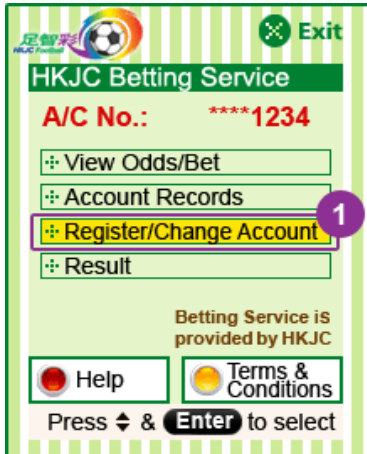 足智彩
HKJC Football
Exit
HKJC Betting Service
A/C No.: ****1234
View Odds/Bet
Account Records
Register/Change Account
1
Result
Betting Service is
provided by HKJC
Help
Terms &
Conditions
Press & Enter to select